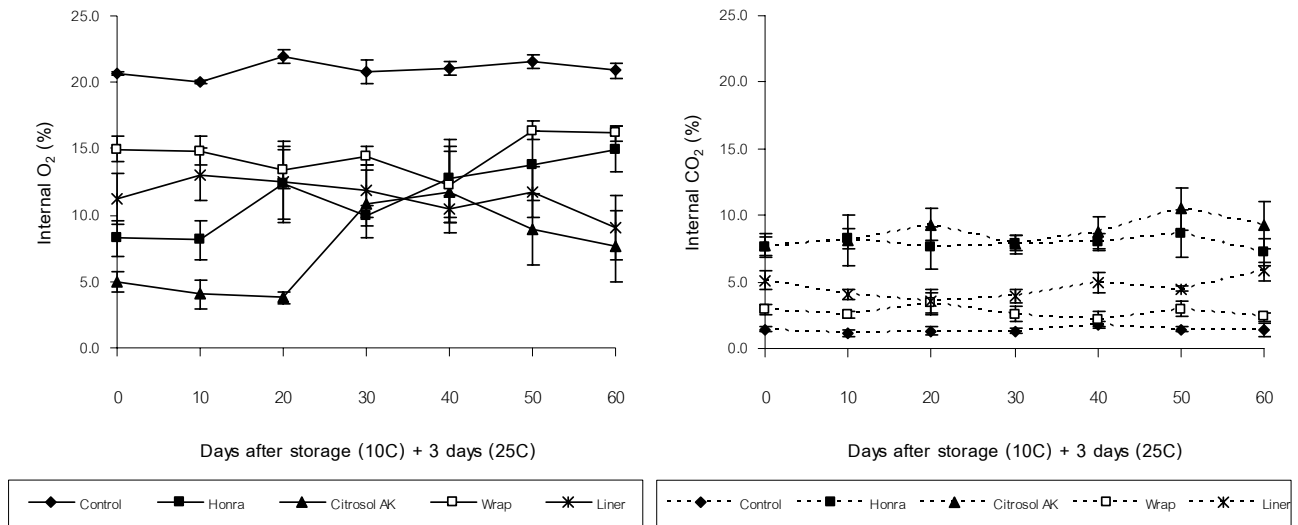 25.0
20.0
15.0
10.0
5.0
0.0
Internal O2 (%)
0 10 20 30 40 50 60
Days after storage (10C) + 3 days (25C)
Control Honra Citrosol AK Wrap Liner
25.0
20.0
15.0
10.0
5.0
0.0
Internal CO2 (%)
0 10 20 30 40 50 60
Days after storage (10C) + 3 days (25C)
Control Honra Citrosol AK Wrap Liner